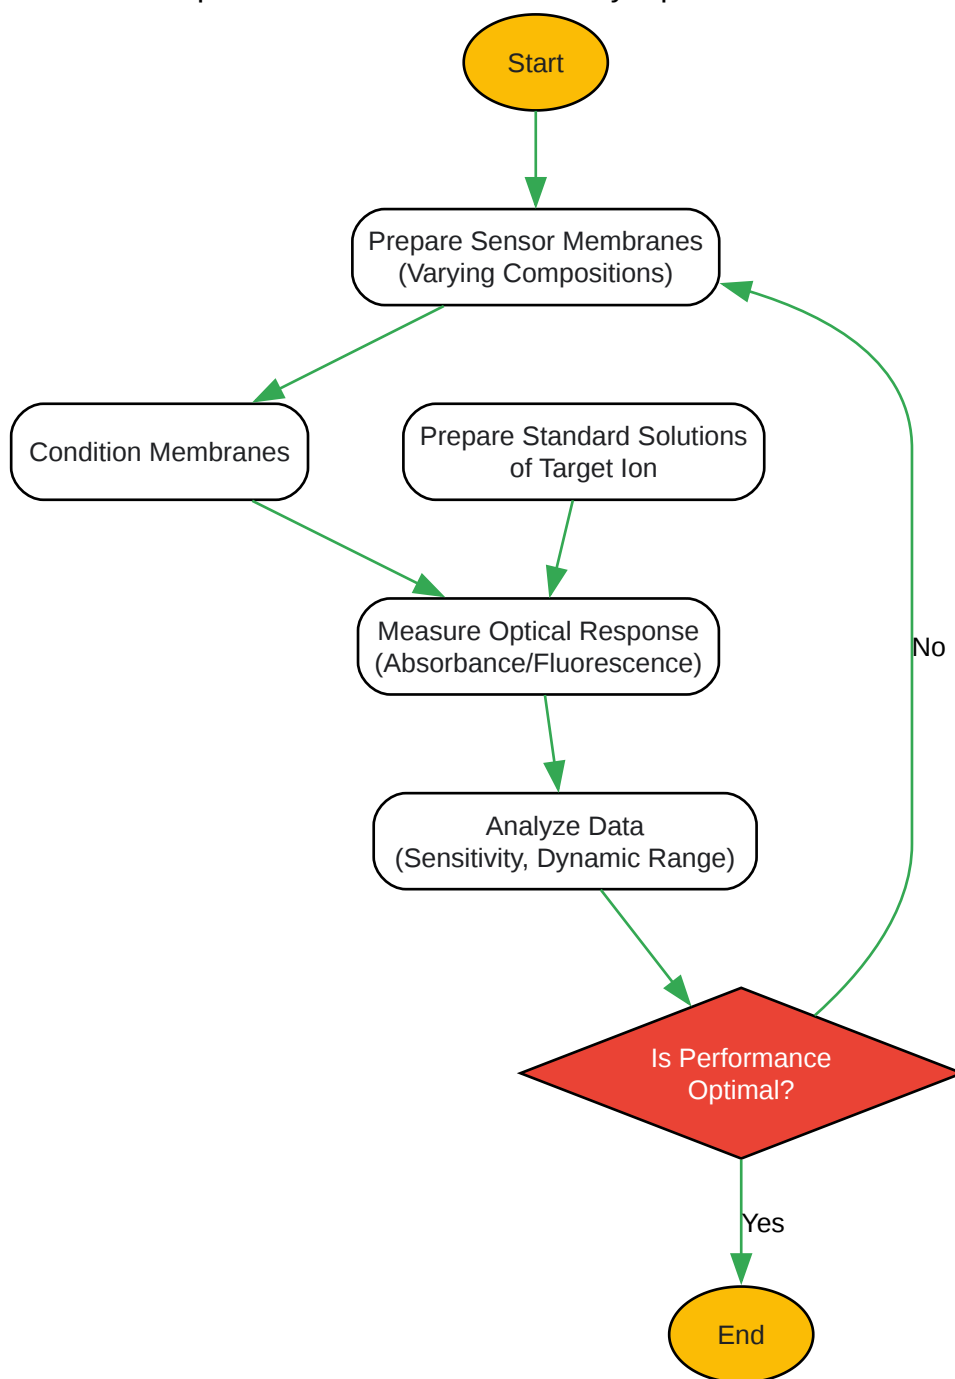 Start
Prepare Sensor Membranes
(Varying Compositions)
Condition Membranes
Prepare Standard Solutions
of Target Ion
Measure Optical Response
(Absorbance/Fluorescence)
No
Analyze Data
(Sensitivity, Dynamic Range)
Is Performance
Optimal?
Yes
End